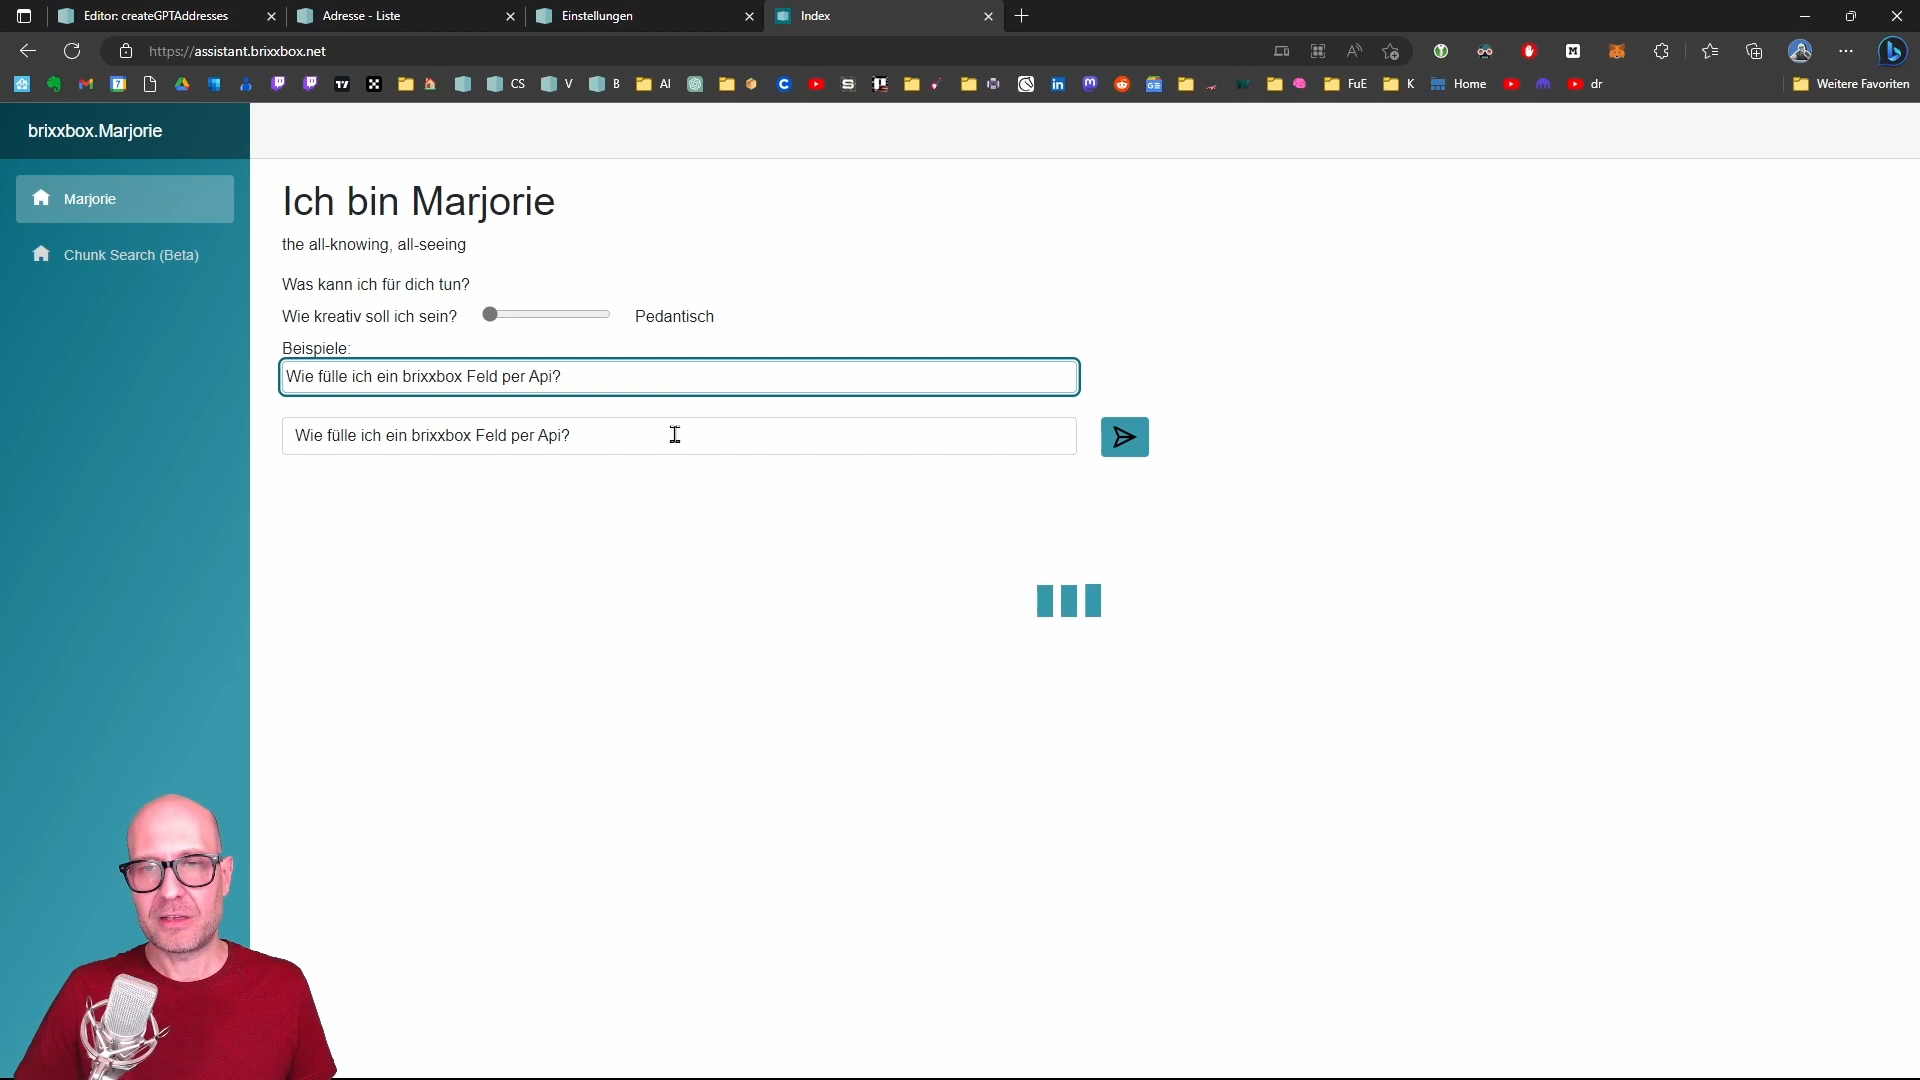 Editor: createGPTAddresses
Adresse - Liste
Einstellungen
Index
https://assistant.brixxbox.net
CS
V
B
AI
FuE
K
Home
dr
Weitere Favoriten
brixxbox.Marjorie
Marjorie
Chunk Search (Beta)
Ich bin Marjorie
the all-knowing, all-seeing
Was kann ich für dich tun?
Wie kreativ soll ich sein?
Pedantisch
Beispiele:
Wie fülle ich ein brixxbox Feld per Api?
Wie fülle ich ein brixxbox Feld per Api?